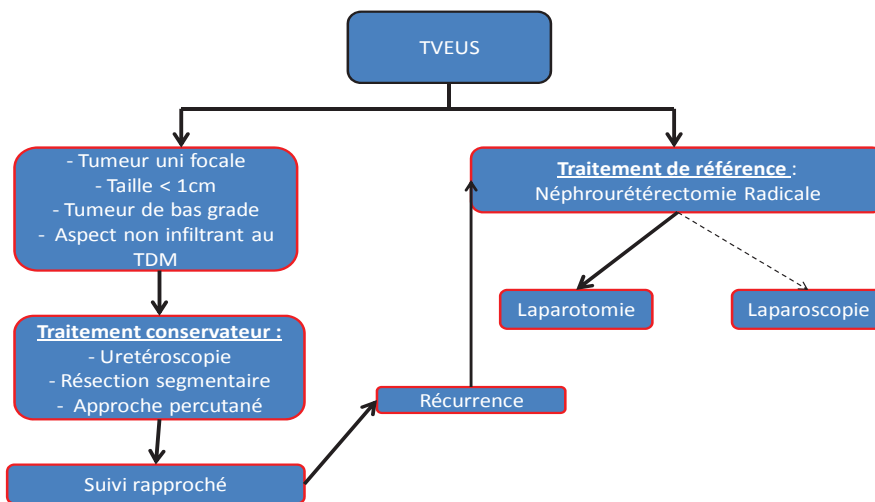 TVEUS
- Tumeur uni focale
- Taille < 1cm
- Tumeur de bas grade
- Aspect non infiltrant au
TDM
Traitement conservateur :
- Uretéroscopie
- Résection segmentaire
- Approche percutané
Suivi rapproché
Récurrence
Traitement de référence :
Néphrourétérectomie Radicale
Laparotomie
Laparoscopie